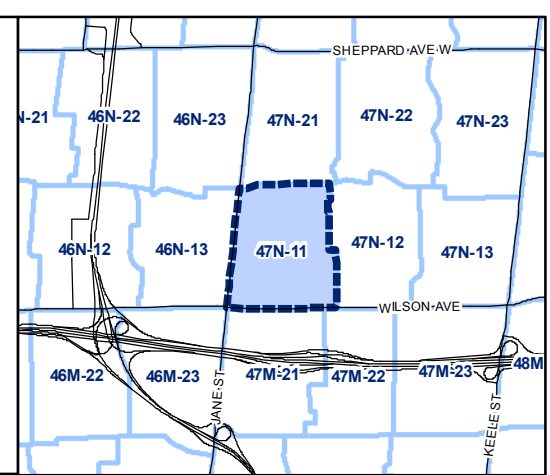 SHEPPARD AVE W
N-21
46N-22
46N-23
47N-21
47N-22
47N-23
46N-12
46N-13
47N-11
47N-12
47N-13
WILSON AVE
46M-22
46M-23
47M-21
47M-22
47M-23
48M
JANE ST
KEELE ST